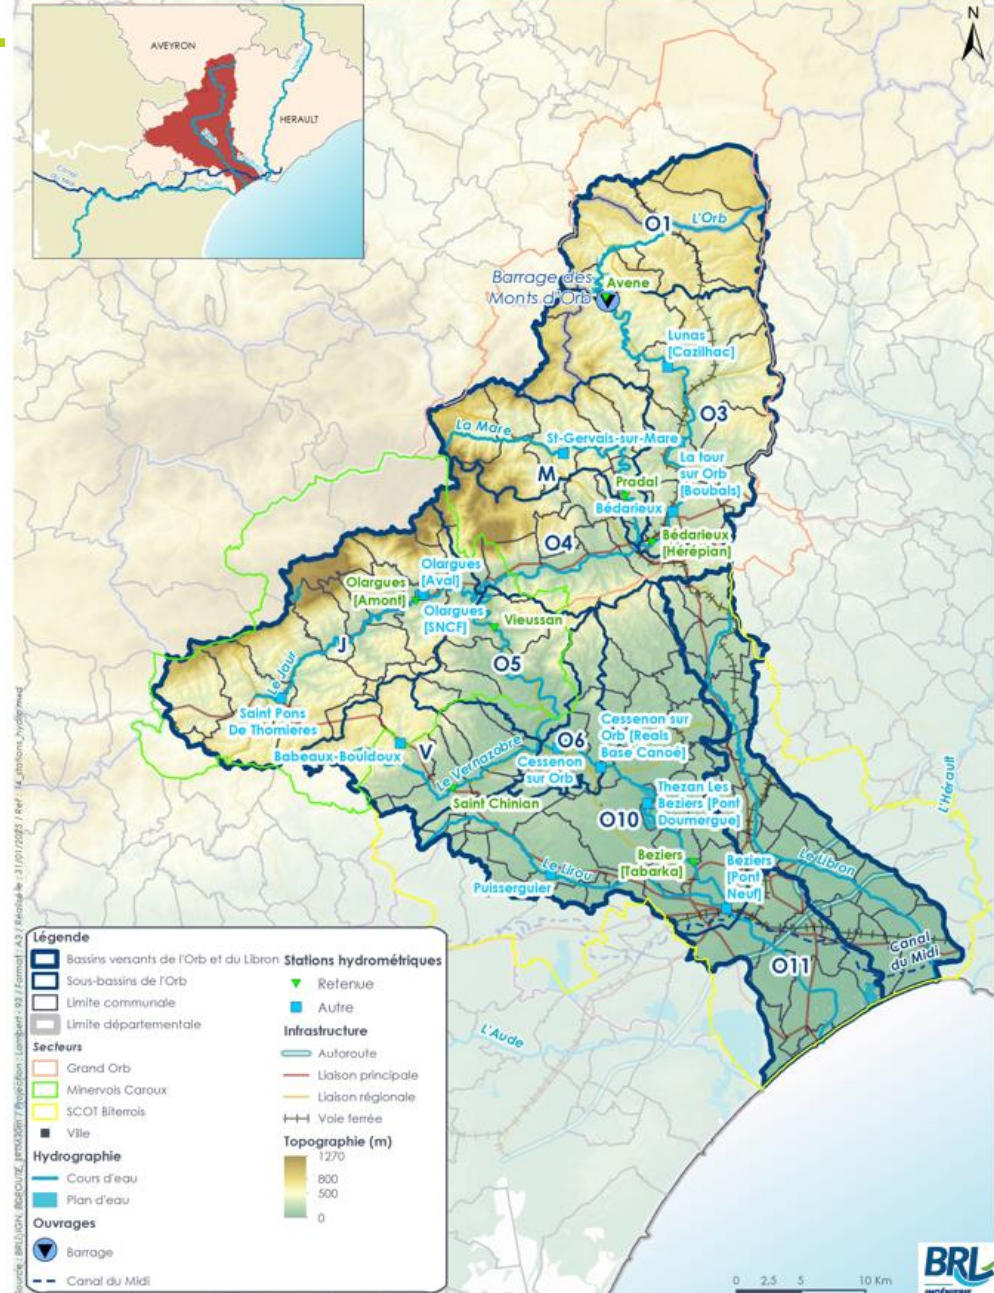 N
AVEYRON
HERAULT
Canal
du Midi
L'Aude
L'Orb
O1
Barrage des
Monts d'Orb
Avene
Lunas
[Cazilhac]
O3
La Mare
St-Gervais-sur-Mare
La tour
sur Orb
[Boubals]
M
Pradal
Bédarieux
Bédarieux
[Hérépian]
O4
Olargues
[Aval]
Olargues
[Amont]
Olargues
[SNCF]
Vieussan
J
O5
Le Jaur
Saint Pons
De Thomieres
Cessenon sur
Orb [Reals
Base Canoé]
O6
V
Babeaux-Bouldoux
Le Vernazobre
Cessenon
sur Orb
L'Hérault
Saint Chinian
Thezan Les
Beziers [Pont
Doumergue]
O10
Beziers
[Tabarka]
Le Lirou
Beziers
[Pont
Neuf]
Le Libron
Puisserguier
Canal
du Midi
O11
L'Aude
Légende
Bassins versants de l'Orb et du Libron
Sous-bassins de l'Orb
Limite communale
Limite départementale
Secteurs
Grand Orb
Minervois Caroux
SCOT Biterrois
Ville
Hydrographie
Cours d'eau
Plan d'eau
Ouvrages
Barrage
Canal du Midi
Stations hydrométriques
Retenue
Autre
Infrastructure
Autoroute
Liaison principale
Liaison régionale
Voie ferrée
Topographie (m)
1270
800
500
0
0 2,5 5 10 Km
BRL
INGÉNIERIE